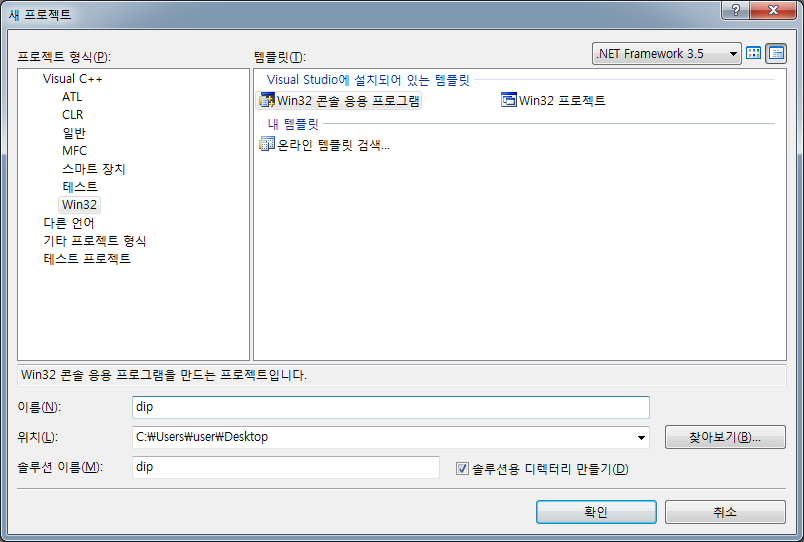 새 프로젝트
프로젝트 형식(P):
템플릿(T):
.NET Framework 3.5
Visual C++
ATL
CLR
일반
MFC
스마트 장치
테스트
Win32
다른 언어
기타 프로젝트 형식
테스트 프로젝트
Visual Studio에 설치되어 있는 템플릿
Win32 콘솔 응용 프로그램
Win32 프로젝트
내 템플릿
온라인 템플릿 검색...
Win32 콘솔 응용 프로그램을 만드는 프로젝트입니다.
이름(N):
dip
위치(L):
C:₩Users₩user₩Desktop
찾아보기(B)...
솔루션 이름(M):
dip
솔루션용 디렉터리 만들기(D)
확인
취소